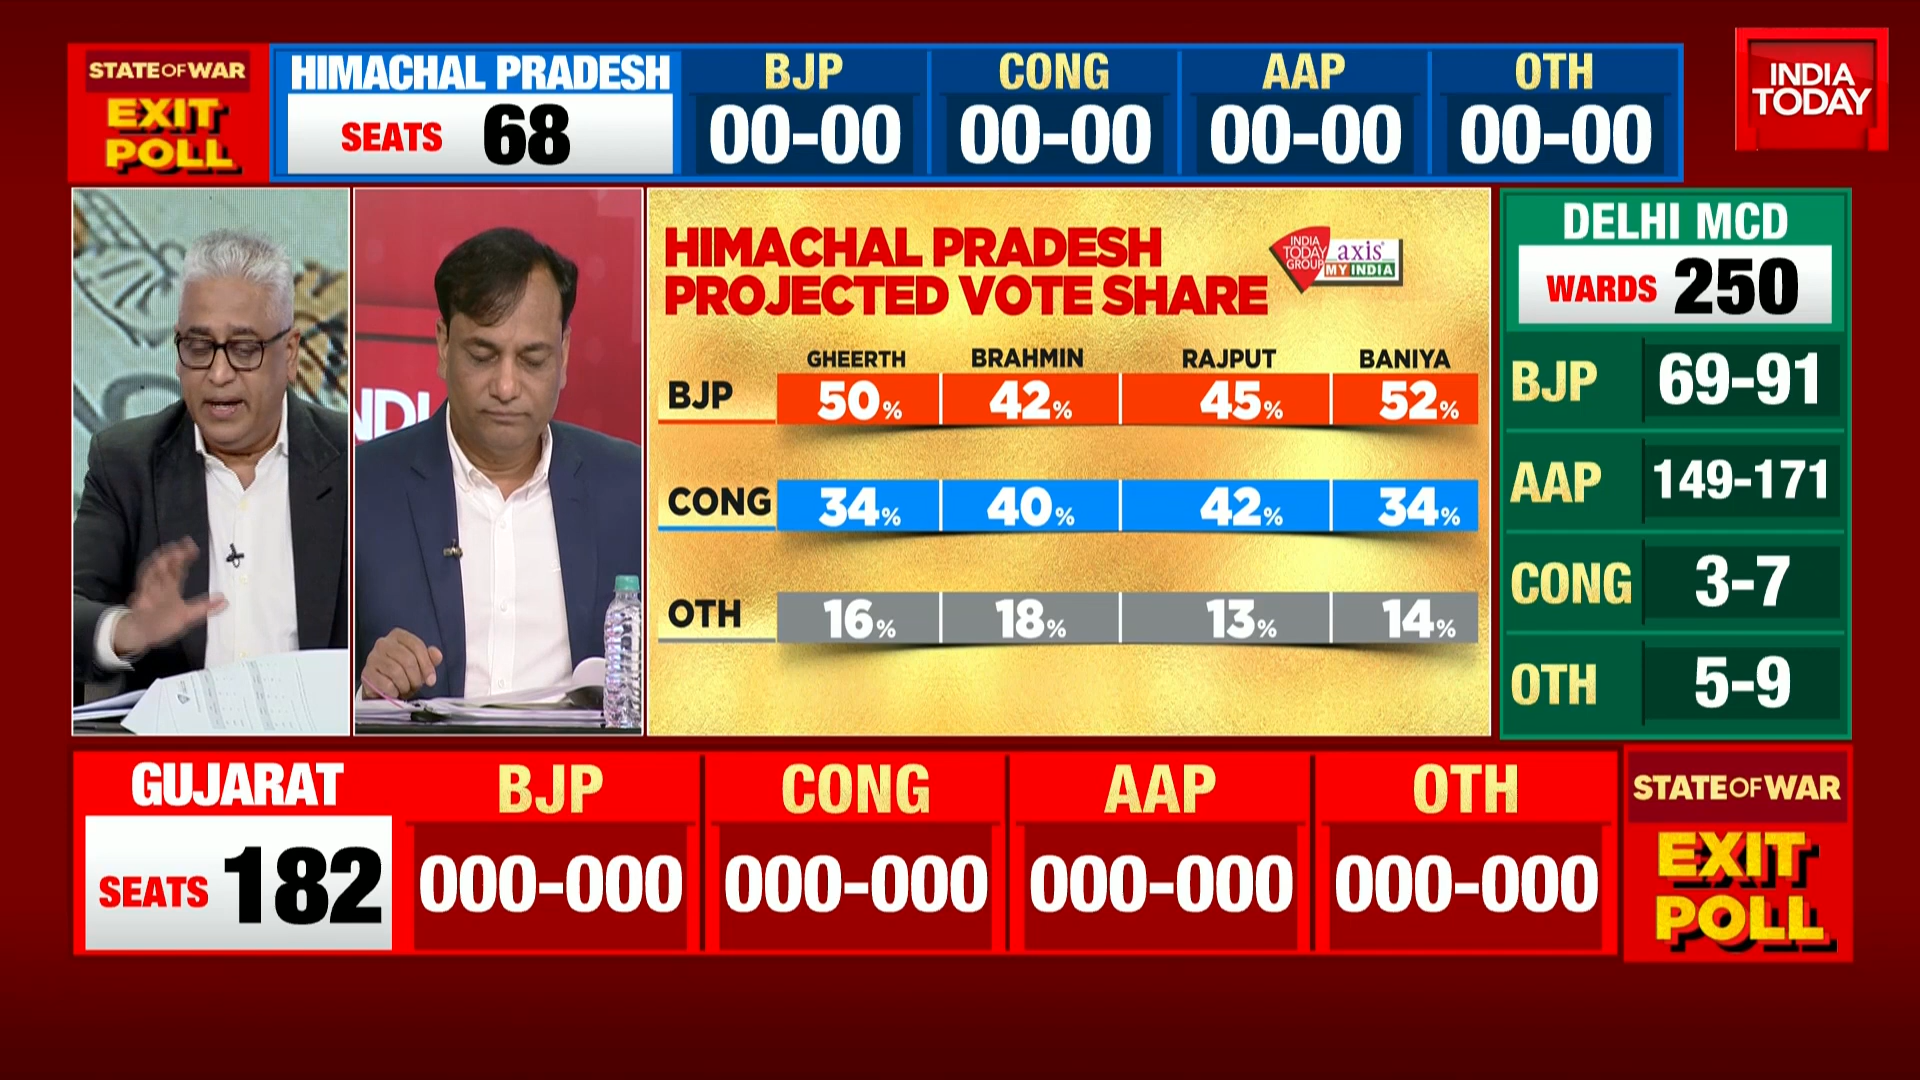 STATE OF WAR
EXIT
POLL
HIMACHAL PRADESH
SEATS 68
BJP CONG AAP OTH
00-00 00-00 00-00 00-00
INDIA
TODAY
NDI
HIMACHAL PRADESH
PROJECTED VOTE SHARE
INDIA
TODAY
GROUP
axis
MY INDIA
GHEERTH BRAHMIN RAJPUT BANIYA
BJP 50% 42% 45% 52%
CONG 34% 40% 42% 34%
OTH 16% 18% 13% 14%
DELHI MCD
WARDS 250
BJP 69-91
AAP 149-171
CONG 3-7
OTH 5-9
GUJARAT
SEATS 182
BJP CONG AAP OTH
000-000 000-000 000-000 000-000
STATE OF WAR
EXIT
POLL